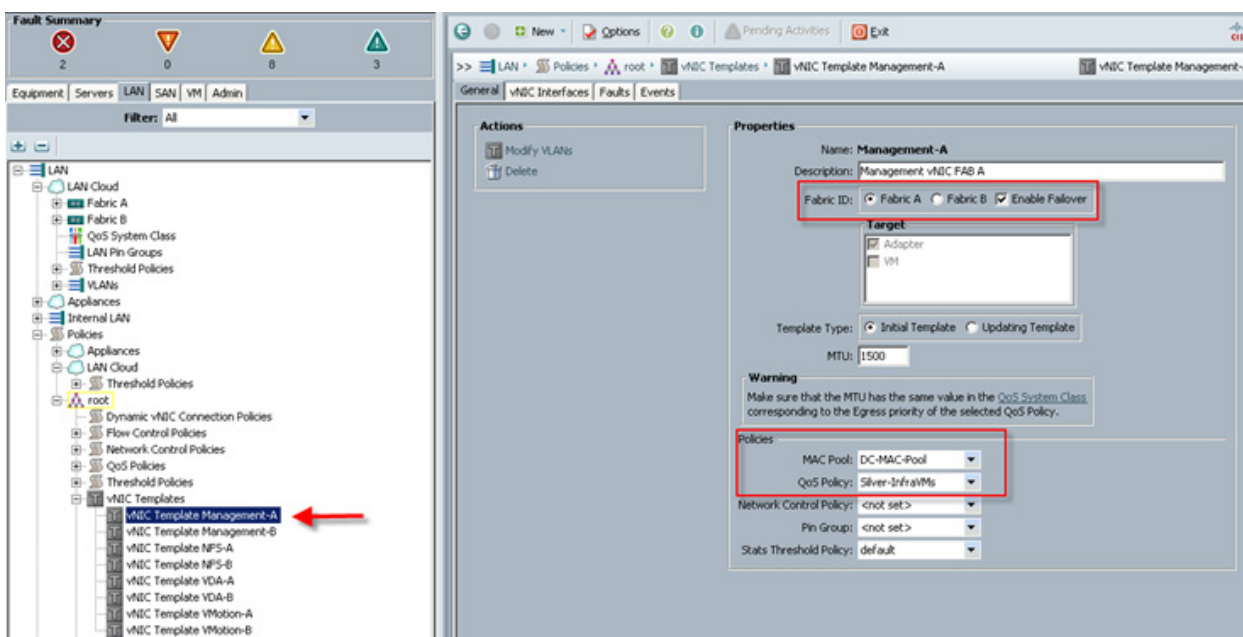 Fault Summary
2 0 8 3
Equipment Servers LAN SAN VM Admin
Filter: All
LAN
LAN Cloud
Fabric A
Fabric B
QoS System Class
LAN Pin Groups
Threshold Policies
VLANs
Appliances
Internal LAN
Policies
Appliances
LAN Cloud
Threshold Policies
root
Dynamic vNIC Connection Policies
Flow Control Policies
Network Control Policies
QoS Policies
Threshold Policies
vNIC Templates
vNIC Template Management-A
vNIC Template Management-B
vNIC Template NFS-A
vNIC Template NFS-B
vNIC Template VDA-A
vNIC Template VDA-B
vNIC Template VMotion-A
vNIC Template VMotion-B
New Options Pending Activities Exit
>> LAN Policies root vNIC Templates vNIC Template Management-A vNIC Template Management-
General vNIC Interfaces Faults Events
Actions
Modify VLANs
Delete
Properties
Name: Management-A
Description: Management vNIC FAB A
Fabric ID: Fabric A Fabric B Enable Failover
Target
Adapter
VM
Template Type: Initial Template Updating Template
MTU: 1500
Warning
Make sure that the MTU has the same value in the QoS System Class
corresponding to the Egress priority of the selected QoS Policy.
Policies
MAC Pool: DC-MAC-Pool
QoS Policy: Silver-InfraVMs
Network Control Policy: <not set>
Pin Group: <not set>
Stats Threshold Policy: default